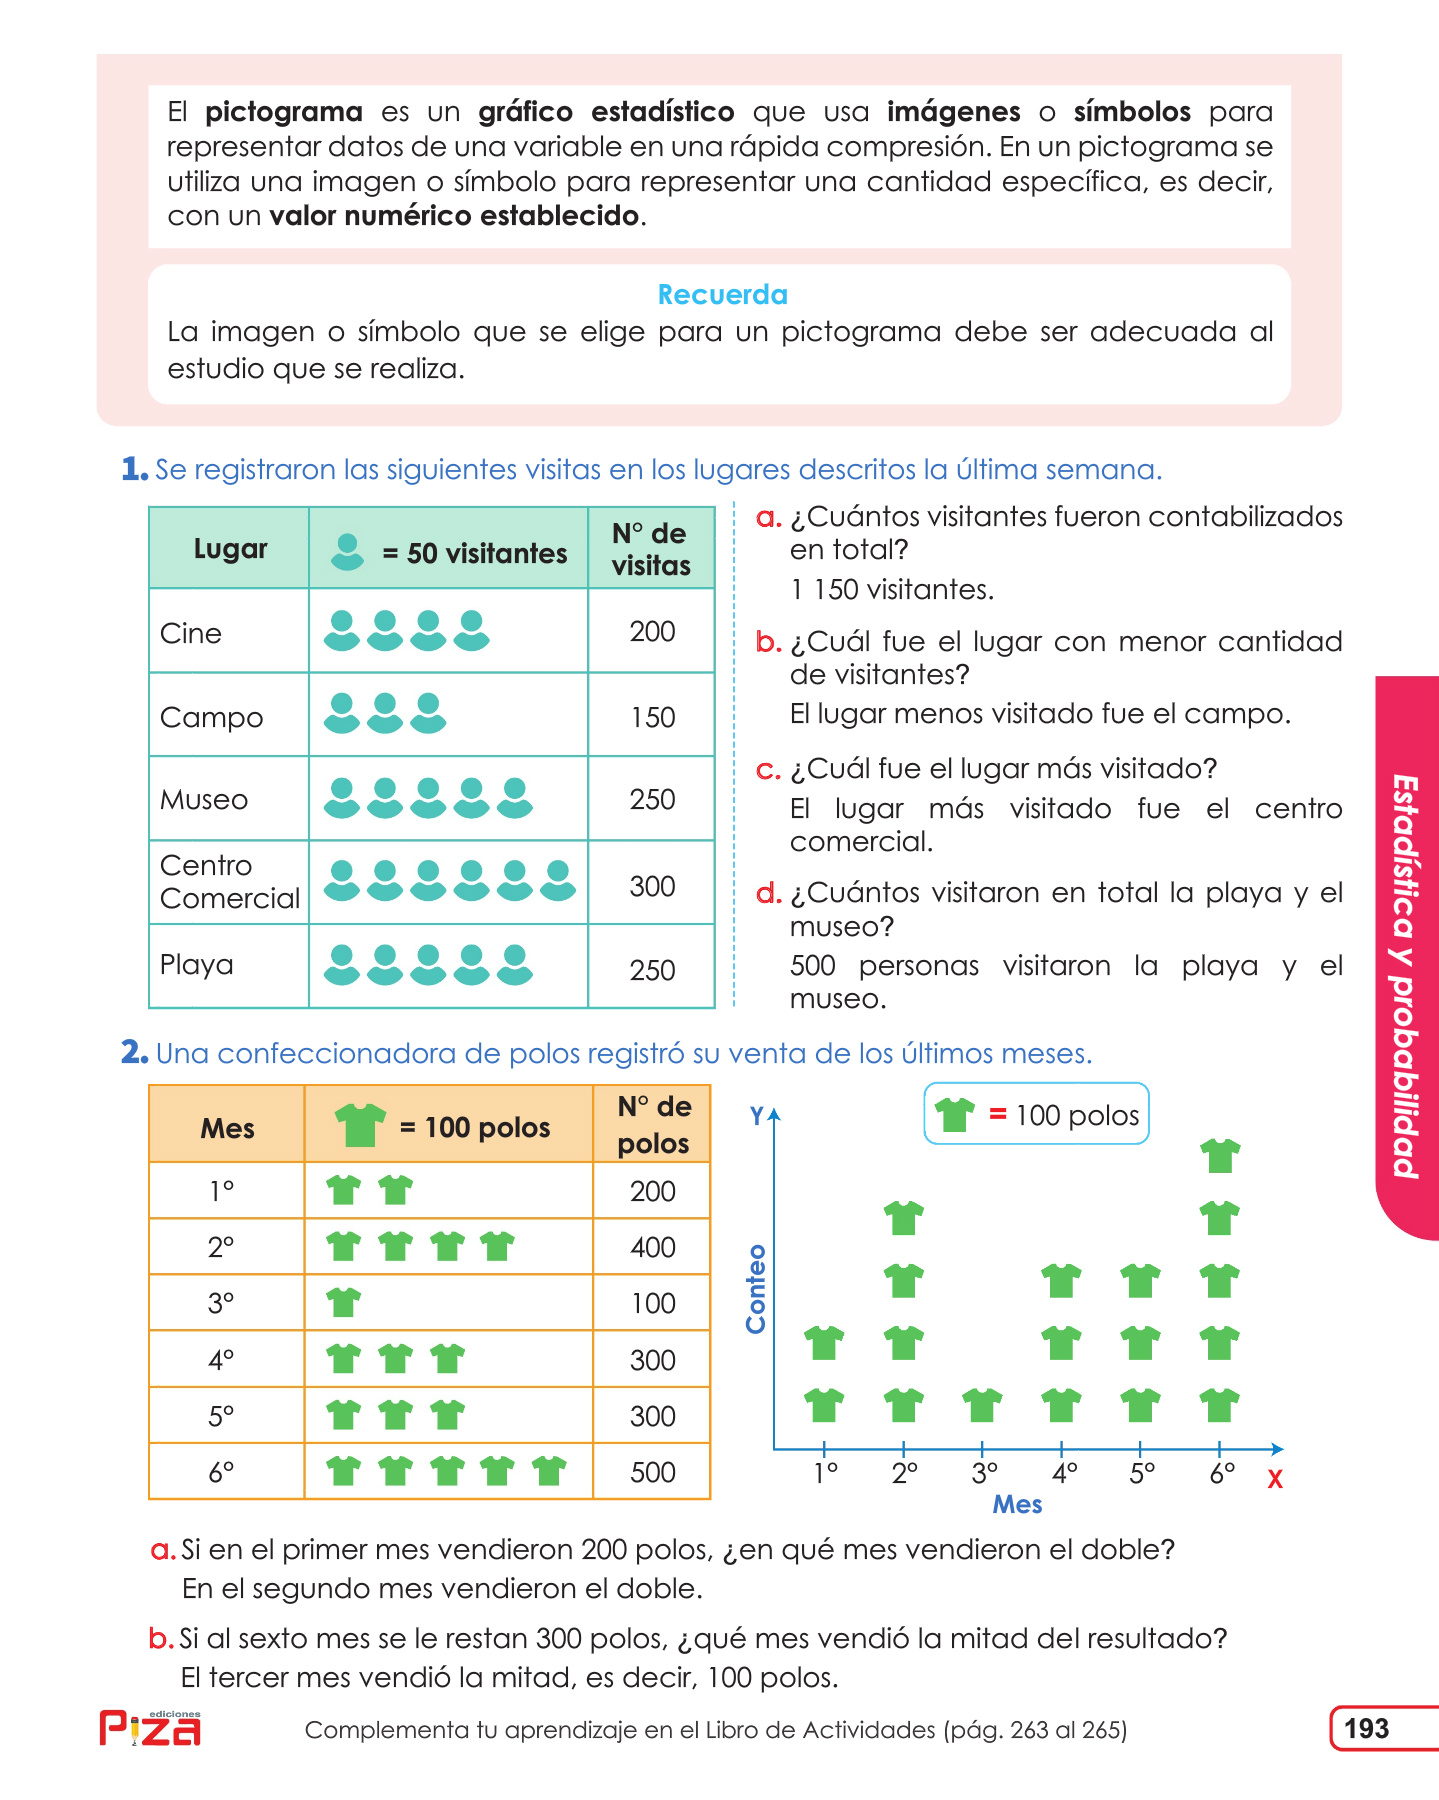 El pictograma es un gráfico estadístico que usa imágenes o símbolos para
representar datos de una variable en una rápida compresión. En un pictograma se
utiliza una imagen o símbolo para representar una cantidad específica, es decir,
con un valor numérico establecido.
Recuerda
La imagen o símbolo que se elige para un pictograma debe ser adecuada al
estudio que se realiza.
1. Se registraron las siguientes visitas en los lugares descritos la última semana.
Lugar = 50 visitantes N° de visitas
Cine 200
Campo 150
Museo 250
Centro Comercial 300
Playa 250
a. ¿Cuántos visitantes fueron contabilizados
en total?
1 150 visitantes.
b. ¿Cuál fue el lugar con menor cantidad
de visitantes?
El lugar menos visitado fue el campo.
c. ¿Cuál fue el lugar más visitado?
El lugar más visitado fue el centro
comercial.
d. ¿Cuántos visitaron en total la playa y el
museo?
500 personas visitaron la playa y el
museo.
Estadística y probabilidad
2. Una confeccionadora de polos registró su venta de los últimos meses.
Mes = 100 polos N° de polos
1° 200
2° 400
3° 100
4° 300
5° 300
6° 500
Y
= 100 polos
Conteo
1° 2° 3° 4° 5° 6° X
Mes
a. Si en el primer mes vendieron 200 polos, ¿en qué mes vendieron el doble?
En el segundo mes vendieron el doble.
b. Si al sexto mes se le restan 300 polos, ¿qué mes vendió la mitad del resultado?
El tercer mes vendió la mitad, es decir, 100 polos.
ediciones
Piza
Complementa tu aprendizaje en el Libro de Actividades (pág. 263 al 265)
193